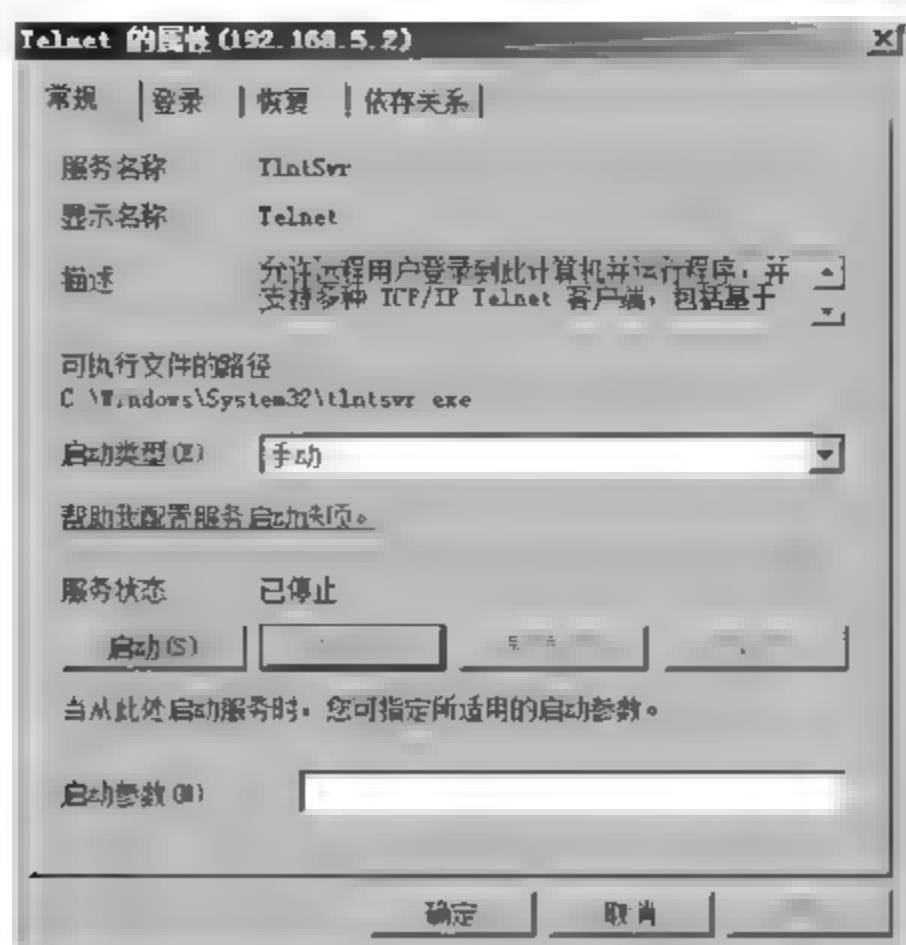 Telnet 的属性(192.168.5.2)
常规 登录 恢复 依存关系
服务名称 TlntSvr
显示名称 Telnet
描述 允许远程用户登录到此计算机并运行程序，并
支持多种 TCP/IP Telnet 客户端，包括基于
可执行文件的路径
C:\Windows\System32\tlntsvr.exe
启动类型(E) 手动
帮助我配置服务启动选项。
服务状态 已停止
启动(S)
当从此处启动服务时，您可指定所适用的启动参数。
启动参数(M)
确定 取消